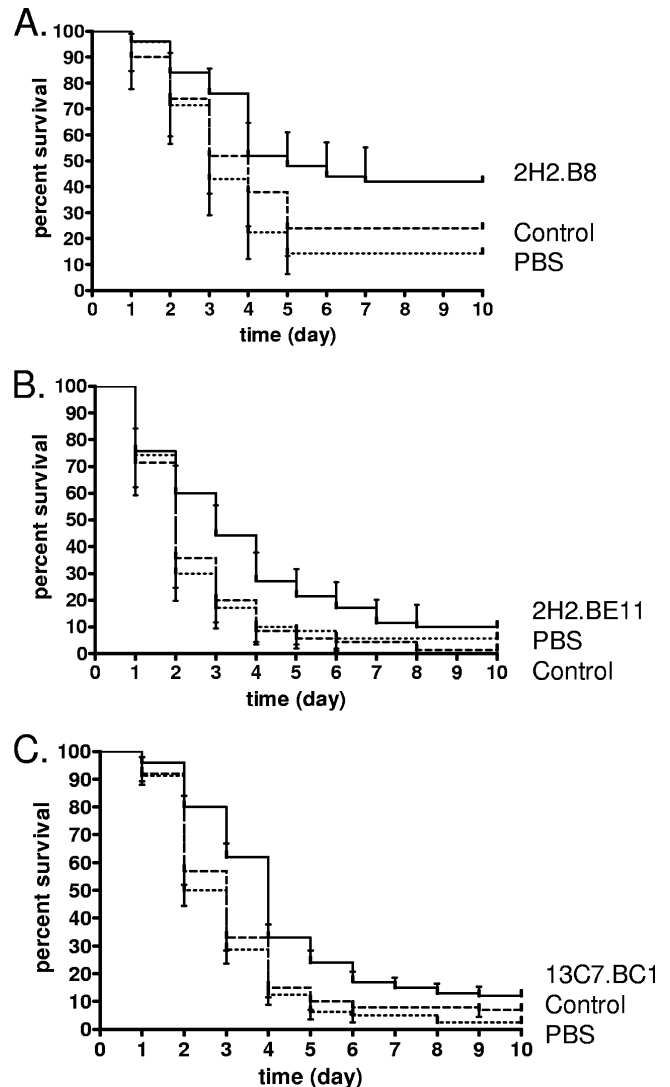 A.
100
90
80
70
60
50
40
30
20
10
0
percent survival
0 1 2 3 4 5 6 7 8 9 10
time (day)
2H2.B8
Control
PBS
B.
100
90
80
70
60
50
40
30
20
10
0
percent survival
0 1 2 3 4 5 6 7 8 9 10
time (day)
2H2.BE11
PBS
Control
C.
100
90
80
70
60
50
40
30
20
10
0
percent survival
0 1 2 3 4 5 6 7 8 9 10
time (day)
13C7.BC1
Control
PBS